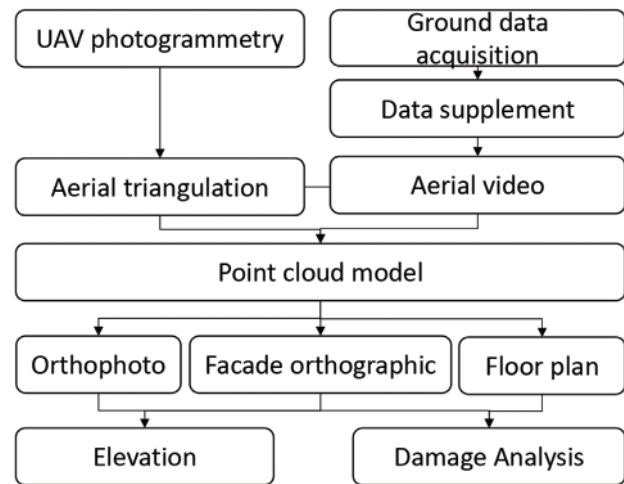 UAV photogrammetry
Ground data
acquisition
Data supplement
Aerial triangulation
Aerial video
Point cloud model
Orthophoto
Facade orthographic
Floor plan
Elevation
Damage Analysis